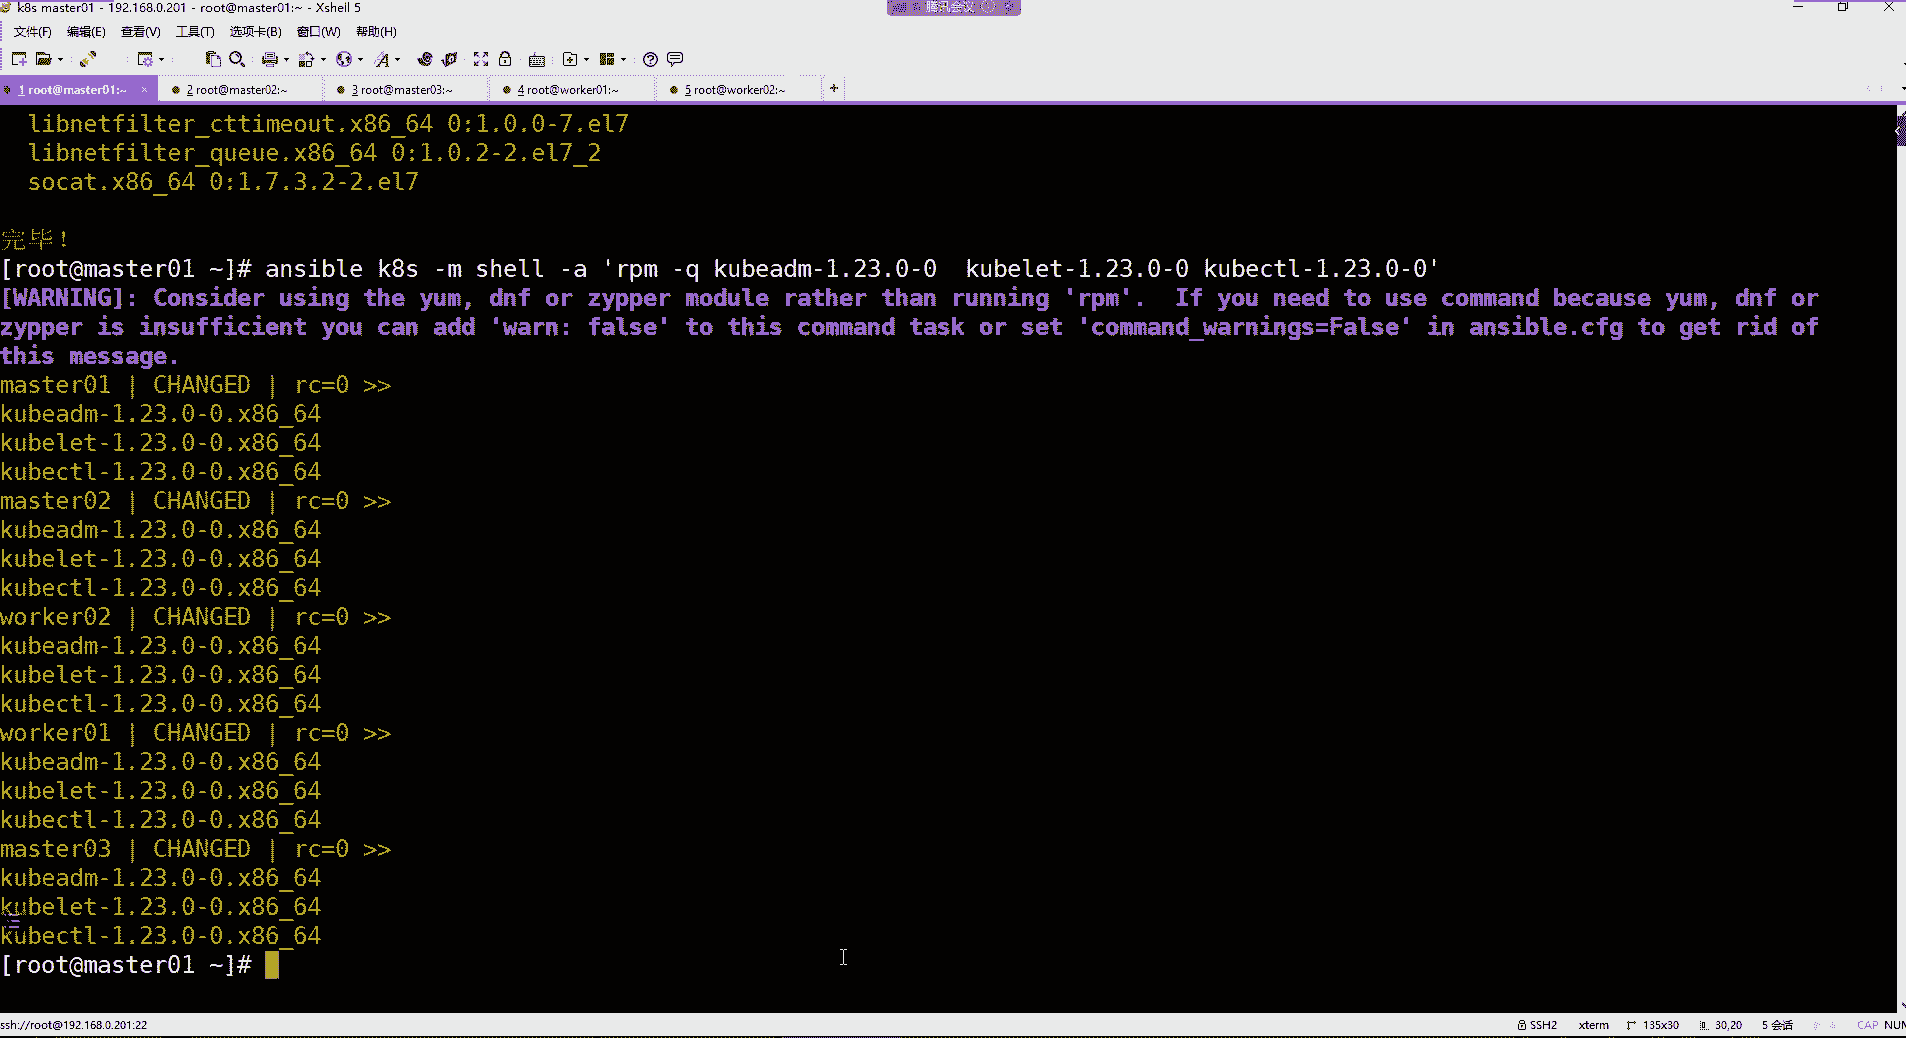 k8s master01 - 192.168.0.201 - root@master01:~ - Xshell 5
腾讯会议
文件(F) 编辑(E) 查看(V) 工具(T) 选项卡(B) 窗口(W) 帮助(H)
1 root@master01:~ × 2 root@master02:~ 3 root@master03:~ 4 root@worker01:~ 5 root@worker02:~ +
libnetfilter_cttimeout.x86_64 0:1.0.0-7.el7
libnetfilter_queue.x86_64 0:1.0.2-2.el7_2
socat.x86_64 0:1.7.3.2-2.el7
完毕！
[root@master01 ~]# ansible k8s -m shell -a 'rpm -q kubeadm-1.23.0-0  kubelet-1.23.0-0 kubectl-1.23.0-0'
[WARNING]: Consider using the yum, dnf or zypper module rather than running 'rpm'.  If you need to use command because yum, dnf or
zypper is insufficient you can add 'warn: false' to this command task or set 'command_warnings=False' in ansible.cfg to get rid of
this message.
master01 | CHANGED | rc=0 >>
kubeadm-1.23.0-0.x86_64
kubelet-1.23.0-0.x86_64
kubectl-1.23.0-0.x86_64
master02 | CHANGED | rc=0 >>
kubeadm-1.23.0-0.x86_64
kubelet-1.23.0-0.x86_64
kubectl-1.23.0-0.x86_64
worker02 | CHANGED | rc=0 >>
kubeadm-1.23.0-0.x86_64
kubelet-1.23.0-0.x86_64
kubectl-1.23.0-0.x86_64
worker01 | CHANGED | rc=0 >>
kubeadm-1.23.0-0.x86_64
kubelet-1.23.0-0.x86_64
kubectl-1.23.0-0.x86_64
master03 | CHANGED | rc=0 >>
kubeadm-1.23.0-0.x86_64
kubelet-1.23.0-0.x86_64
kubectl-1.23.0-0.x86_64
[root@master01 ~]#
ssh://root@192.168.0.201:22 SSH2 xterm 135x30 30,20 5 会话 CAP NUM